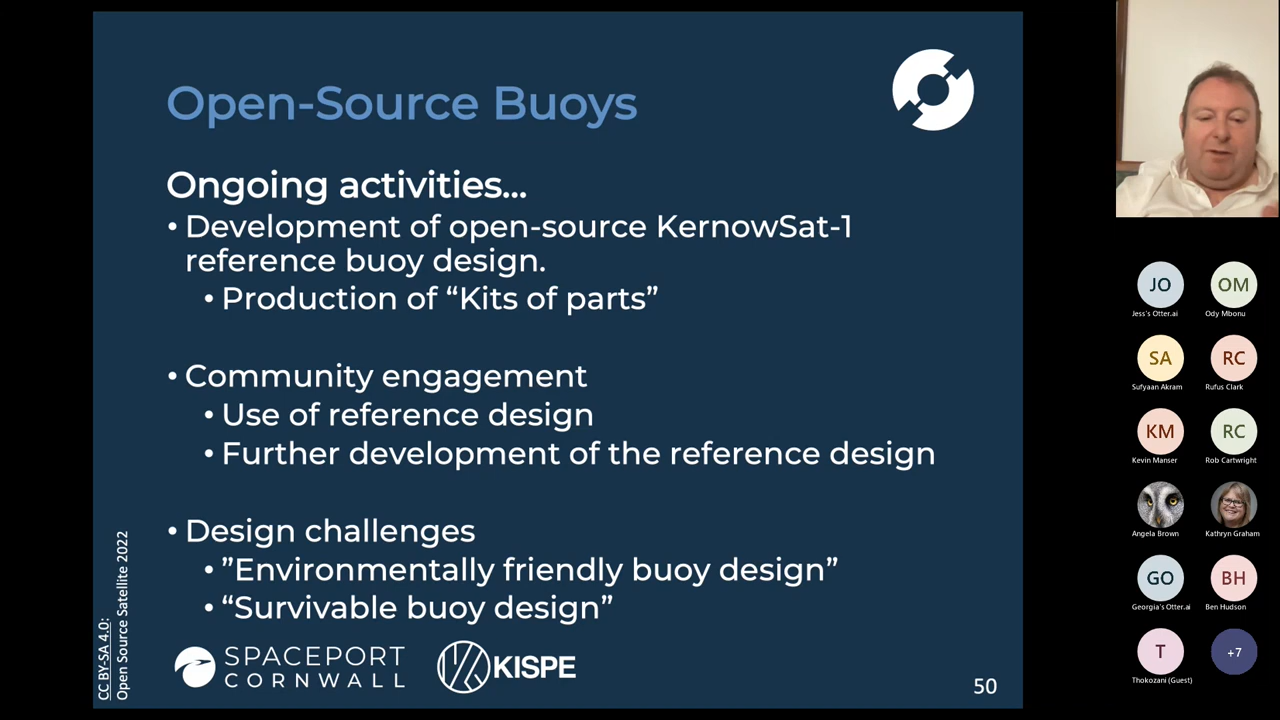 Open-Source Buoys
Ongoing activities...
• Development of open-source KernowSat-1
reference buoy design.
• Production of “Kits of parts”
• Community engagement
• Use of reference design
• Further development of the reference design
• Design challenges
• ”Environmentally friendly buoy design”
• “Survivable buoy design”
CC BY-SA 4.0:
Open Source Satellite 2022
SPACEPORT
CORNWALL
KISPE
50
JO
OM
Jess's Otter.ai
Ody Mbonu
SA
RC
Sufyaan Akram
Rufus Clark
KM
RC
Kevin Manser
Rob Cartwright
Angela Brown
Kathryn Graham
GO
BH
Georgia's Otter.ai
Ben Hudson
T
+7
Thokozani (Guest)